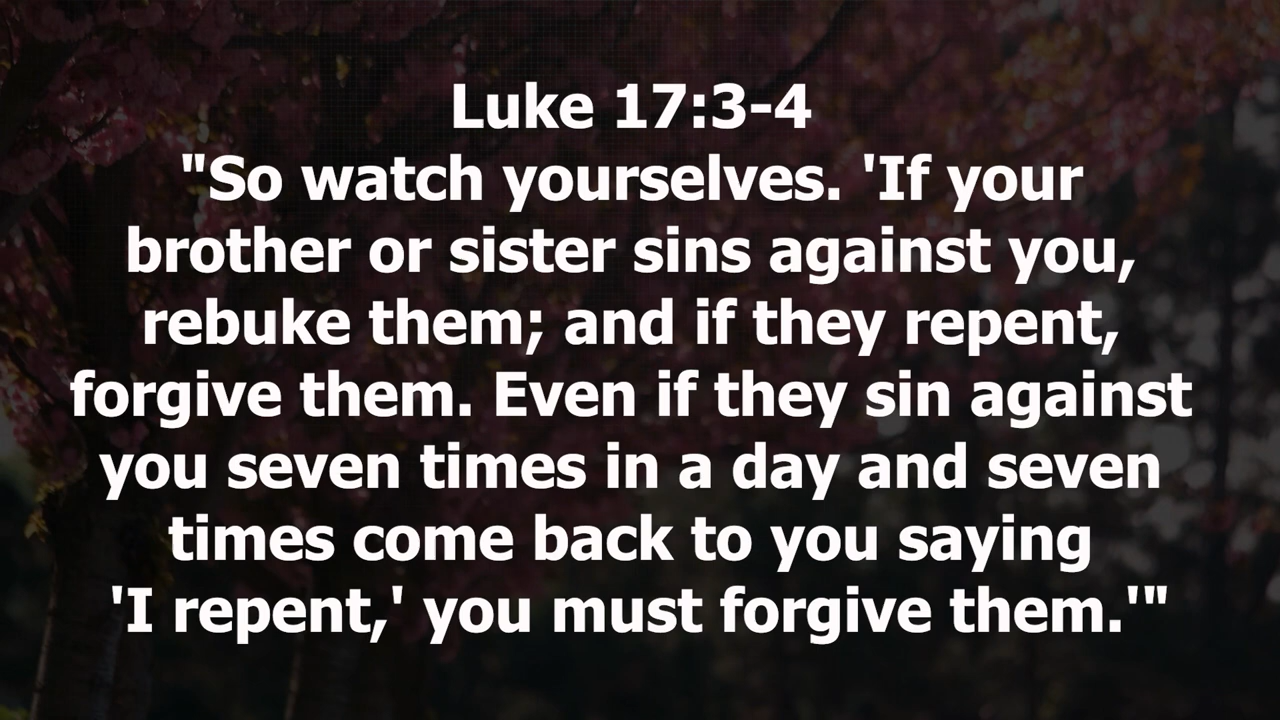 Luke 17:3-4
"So watch yourselves. 'If your
brother or sister sins against you,
rebuke them; and if they repent,
forgive them. Even if they sin against
you seven times in a day and seven
times come back to you saying
'I repent,' you must forgive them.'"